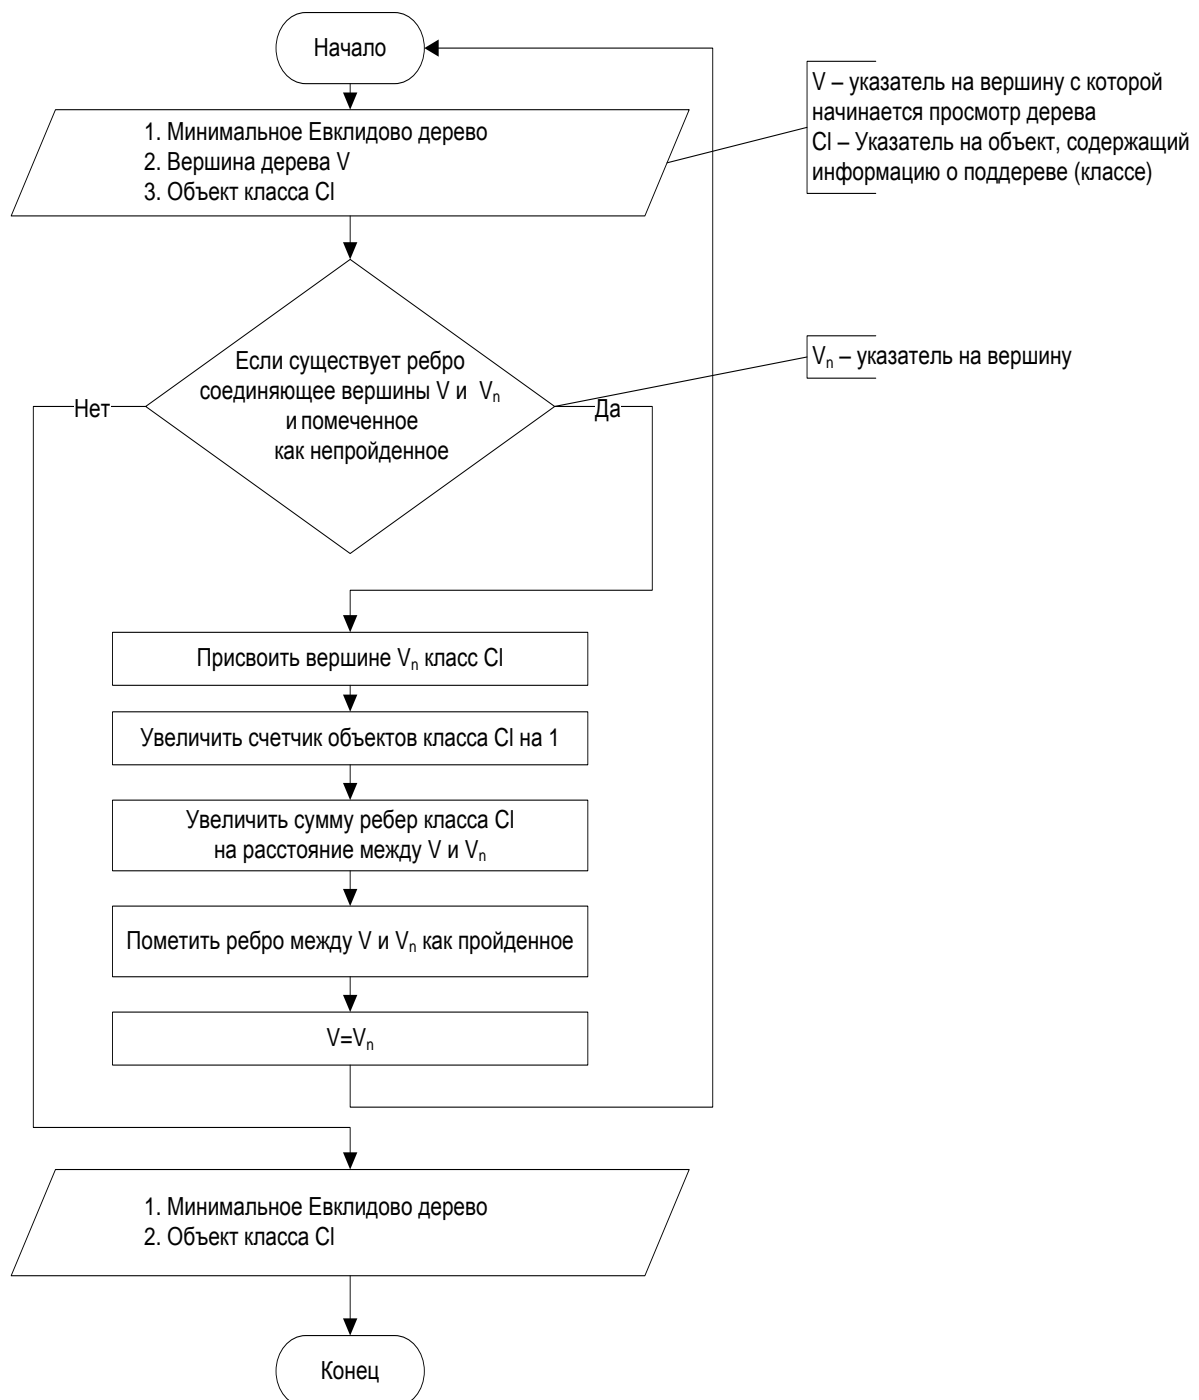 Начало
1. Минимальное Евклидово дерево
2. Вершина дерева V
3. Объект класса Cl
V – указатель на вершину с которой
начинается просмотр дерева
Cl – Указатель на объект, содержащий
информацию о поддереве (классе)
Если существует ребро
соединяющее вершины V и Vn
и помеченное
как непройденное
Vn – указатель на вершину
Нет
Да
Присвоить вершине Vn класс Cl
Увеличить счетчик объектов класса Cl на 1
Увеличить сумму ребер класса Cl
на расстояние между V и Vn
Пометить ребро между V и Vn как пройденное
V=Vn
1. Минимальное Евклидово дерево
2. Объект класса Cl
Конец